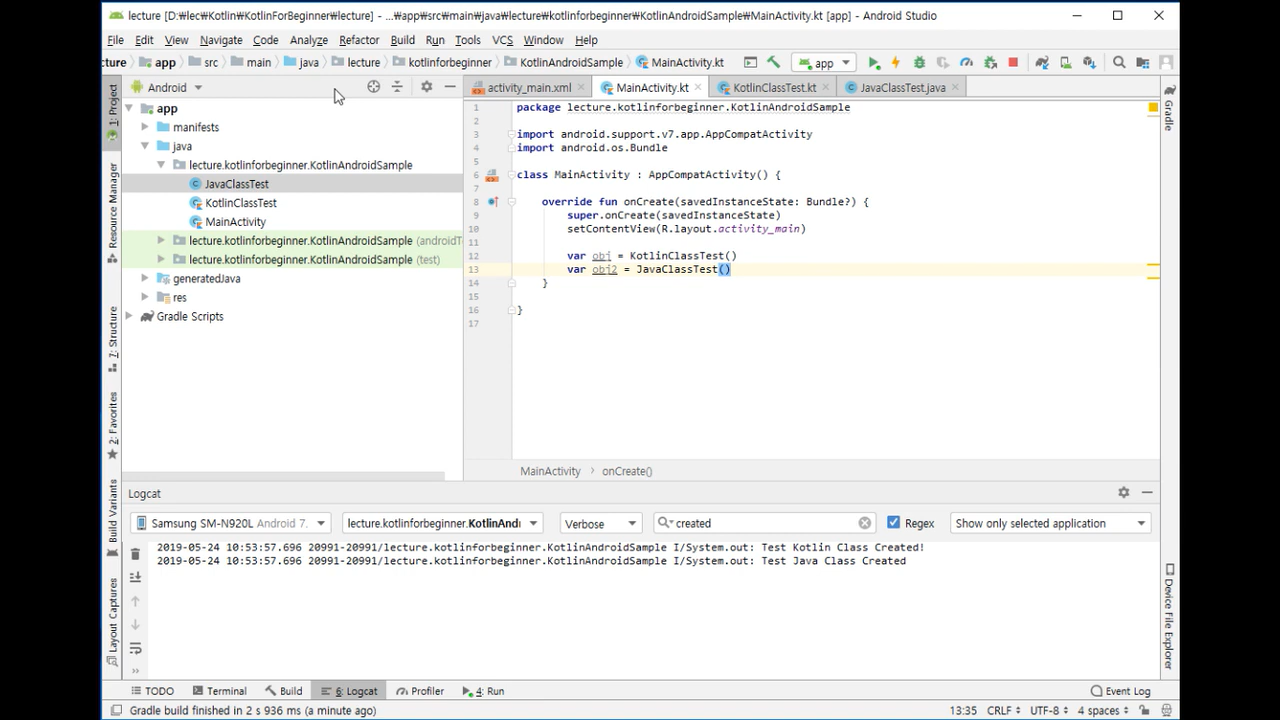 lecture [D:₩lec₩Kotlin₩KotlinForBeginner₩lecture] - ...₩app₩src₩main₩java₩lecture₩kotlinforbeginner₩KotlinAndroidSample₩MainActivity.kt [app] - Android Studio
File Edit View Navigate Code Analyze Refactor Build Run Tools VCS Window Help
cture app src main java lecture kotlinforbeginner KotlinAndroidSample MainActivity.kt app
Android
activity_main.xml MainActivity.kt KotlinClassTest.kt JavaClassTest.java
1: Project
Resource Manager
7: Structure
2: Favorites
Build Variants
Layout Captures
app
manifests
java
lecture.kotlinforbeginner.KotlinAndroidSample
JavaClassTest
KotlinClassTest
MainActivity
lecture.kotlinforbeginner.KotlinAndroidSample (androidT
lecture.kotlinforbeginner.KotlinAndroidSample (test)
generatedJava
res
Gradle Scripts
1 package lecture.kotlinforbeginner.KotlinAndroidSample
2
3 import android.support.v7.app.AppCompatActivity
4 import android.os.Bundle
5
6 class MainActivity : AppCompatActivity() {
7
8 override fun onCreate(savedInstanceState: Bundle?) {
9 super.onCreate(savedInstanceState)
10 setContentView(R.layout.activity_main)
11
12 var obj = KotlinClassTest()
13 var obj2 = JavaClassTest()
14 }
15
16 }
17
MainActivity › onCreate()
Gradle
Device File Explorer
Logcat
Samsung SM-N920L Android 7. lecture.kotlinforbeginner.KotlinAndı Verbose created Regex Show only selected application
2019-05-24 10:53:57.696 20991-20991/lecture.kotlinforbeginner.KotlinAndroidSample I/System.out: Test Kotlin Class Created!
2019-05-24 10:53:57.696 20991-20991/lecture.kotlinforbeginner.KotlinAndroidSample I/System.out: Test Java Class Created
TODO Terminal Build 6: Logcat Profiler 4: Run Event Log
Gradle build finished in 2 s 936 ms (a minute ago) 13:35 CRLF UTF-8 4 spaces